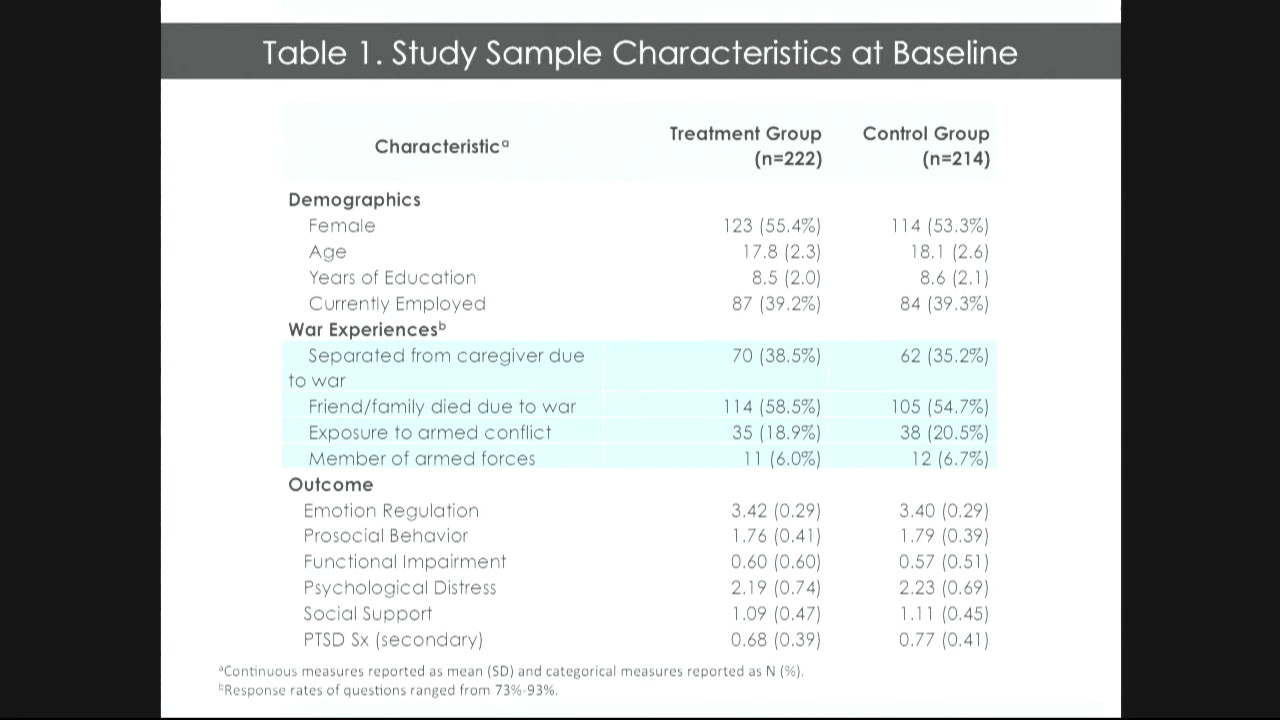 Table 1. Study Sample Characteristics at Baseline
Characteristicᵃ Treatment Group (n=222) Control Group (n=214)
Demographics
Female 123 (55.4%) 114 (53.3%)
Age 17.8 (2.3) 18.1 (2.6)
Years of Education 8.5 (2.0) 8.6 (2.1)
Currently Employed 87 (39.2%) 84 (39.3%)
War Experiencesᵇ
Separated from caregiver due 70 (38.5%) 62 (35.2%)
to war
Friend/family died due to war 114 (58.5%) 105 (54.7%)
Exposure to armed conflict 35 (18.9%) 38 (20.5%)
Member of armed forces 11 (6.0%) 12 (6.7%)
Outcome
Emotion Regulation 3.42 (0.29) 3.40 (0.29)
Prosocial Behavior 1.76 (0.41) 1.79 (0.39)
Functional Impairment 0.60 (0.60) 0.57 (0.51)
Psychological Distress 2.19 (0.74) 2.23 (0.69)
Social Support 1.09 (0.47) 1.11 (0.45)
PTSD Sx (secondary) 0.68 (0.39) 0.77 (0.41)
ᵃContinuous measures reported as mean (SD) and categorical measures reported as N (%).
ᵇResponse rates of questions ranged from 73%-93%.